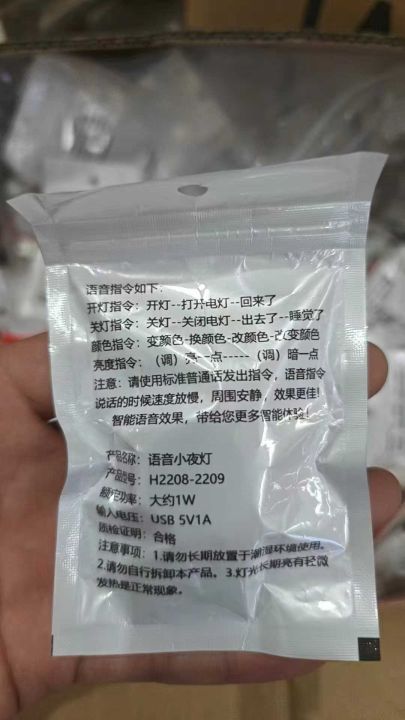 语音指令如下：
开灯指令：开灯--打开电灯--回来了
关灯指令：关灯--关闭电灯--出去了--睡觉了
颜色指令：变颜色-换颜色-改颜色-改变颜色
亮度指令：（调）亮一点-----（调）暗一点
注意：请使用标准普通话发出指令，语音指令
说话的时候速度放慢，周围安静，效果更佳！
智能语音效果，带给您更多智能体验！
产品名称：语音小夜灯
产品型号：H2208-2209
额定功率：大约1W
输入电压：USB 5V1A
质检证明：合格
注意事项：1.请勿长期放置于潮湿环境使用。
2.请勿自行拆卸本产品。3.灯光长期亮有轻微
发热是正常现象。